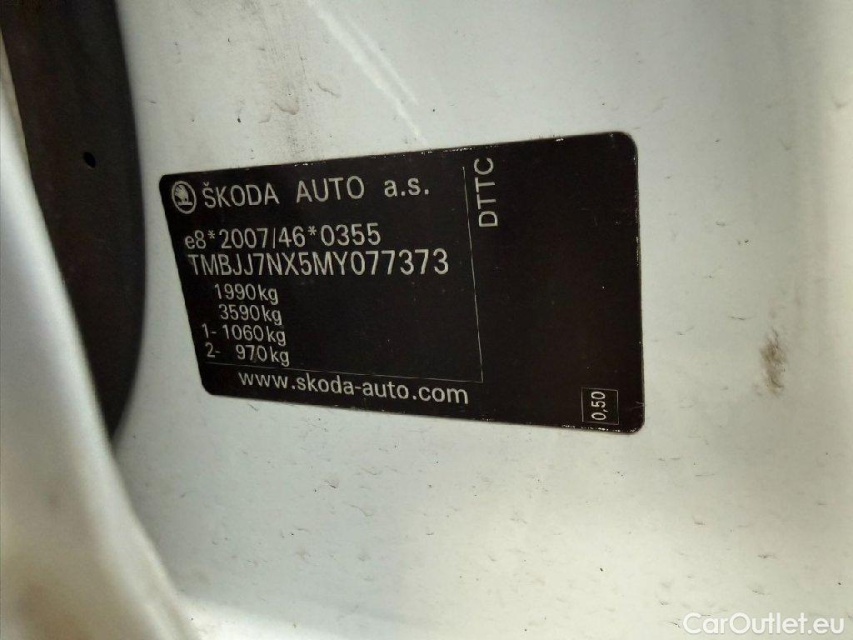 ŠKODA AUTO a.s.
e8*2007/46*0355
TMBJJ7NX5MY077373
1990kg
3590kg
1- 1060kg
2- 970kg
www.skoda-auto.com
DTTC
0,50
CarOutlet.eu